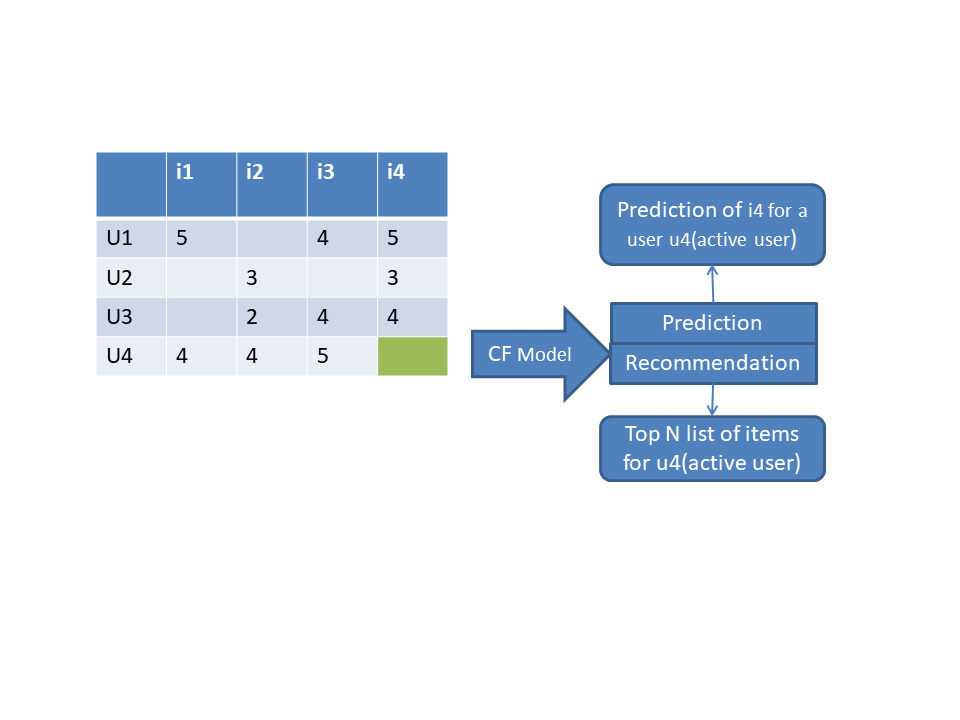 i1 i2 i3 i4
U1 5 4 5
U2 3 3
U3 2 4 4
U4 4 4 5
CF Model
Prediction of i4 for a
user u4(active user)
Prediction
Recommendation
Top N list of items
for u4(active user)